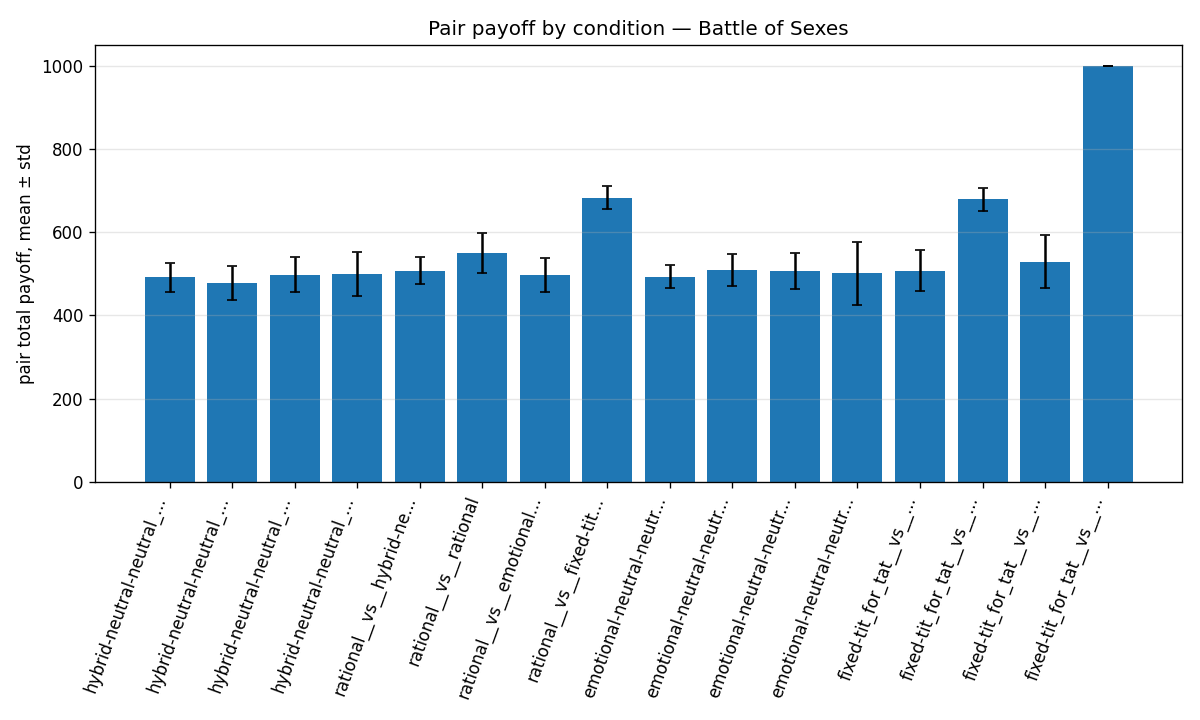 Pair payoff by condition — Battle of Sexes
pair total payoff, mean ± std
1000
800
600
400
200
0
hybrid-neutral-neutral_...
hybrid-neutral-neutral_...
hybrid-neutral-neutral_...
hybrid-neutral-neutral_...
rational__vs__hybrid-ne...
rational__vs__rational
rational__vs__emotional...
rational__vs__fixed-tit...
emotional-neutral-neutr...
emotional-neutral-neutr...
emotional-neutral-neutr...
emotional-neutral-neutr...
fixed-tit_for_tat__vs__...
fixed-tit_for_tat__vs__...
fixed-tit_for_tat__vs__...
fixed-tit_for_tat__vs__...